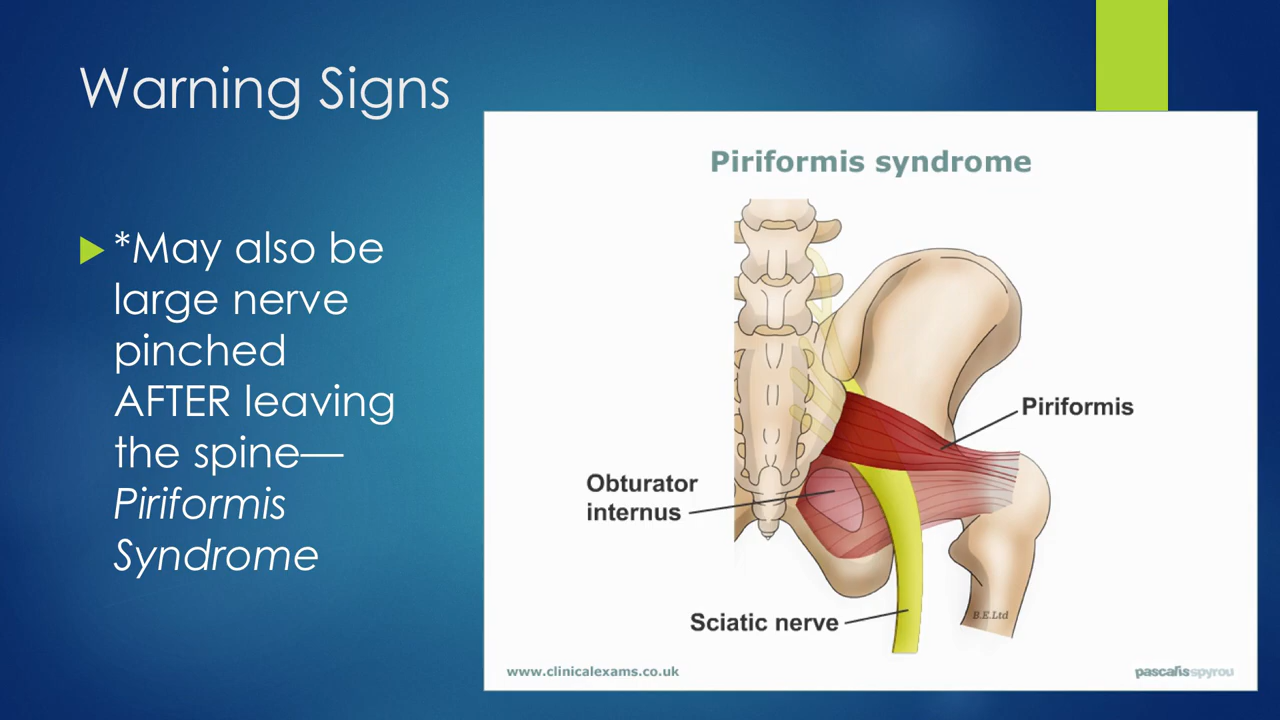 Warning Signs
*May also be
large nerve
pinched
AFTER leaving
the spine—
Piriformis
Syndrome
Piriformis syndrome
Piriformis
Obturator
internus
Sciatic nerve
B.E.Ltd
www.clinicalexams.co.uk
pascalisspyrou